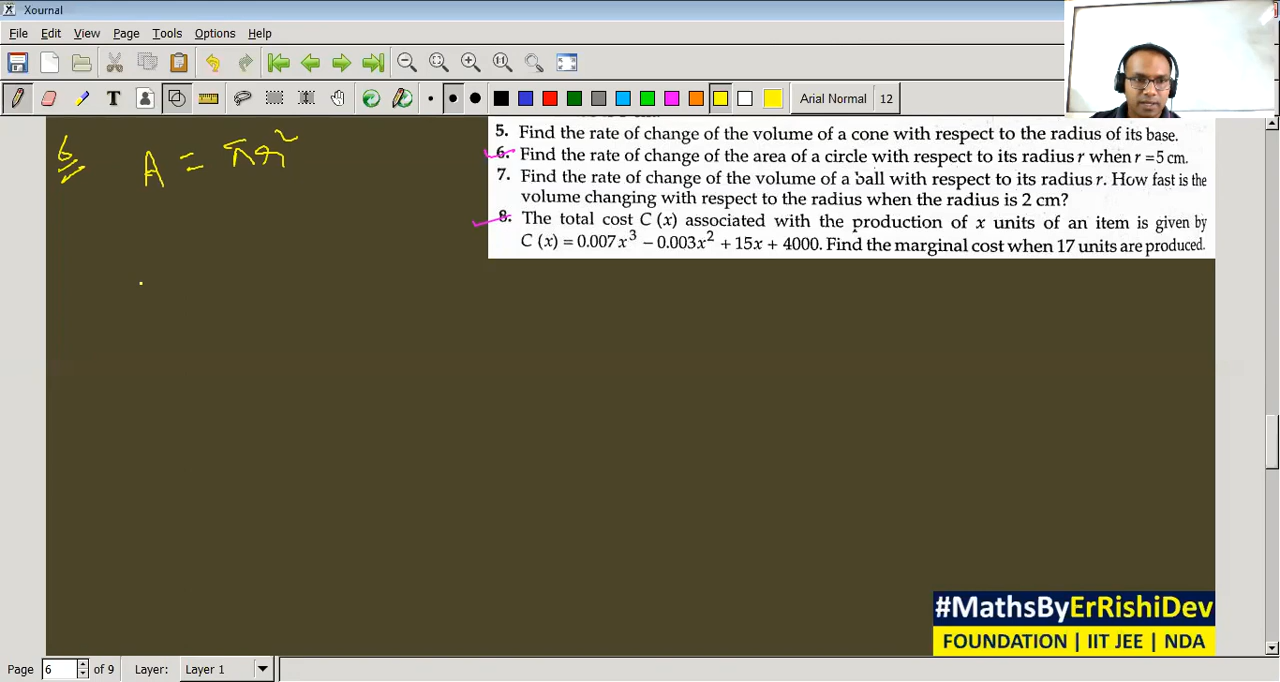 Xournal
File Edit View Page Tools Options Help
Arial Normal 12
6 A = πr²
5. Find the rate of change of the volume of a cone with respect to the radius of its base.
6. Find the rate of change of the area of a circle with respect to its radius r when r = 5 cm.
7. Find the rate of change of the volume of a ball with respect to its radius r. How fast is the
volume changing with respect to the radius when the radius is 2 cm?
8. The total cost C (x) associated with the production of x units of an item is given by
C (x) = 0.007x³ − 0.003x² + 15x + 4000. Find the marginal cost when 17 units are produced.
#MathsByErRishiDev
FOUNDATION | IIT JEE | NDA
Page 6 of 9 Layer: Layer 1